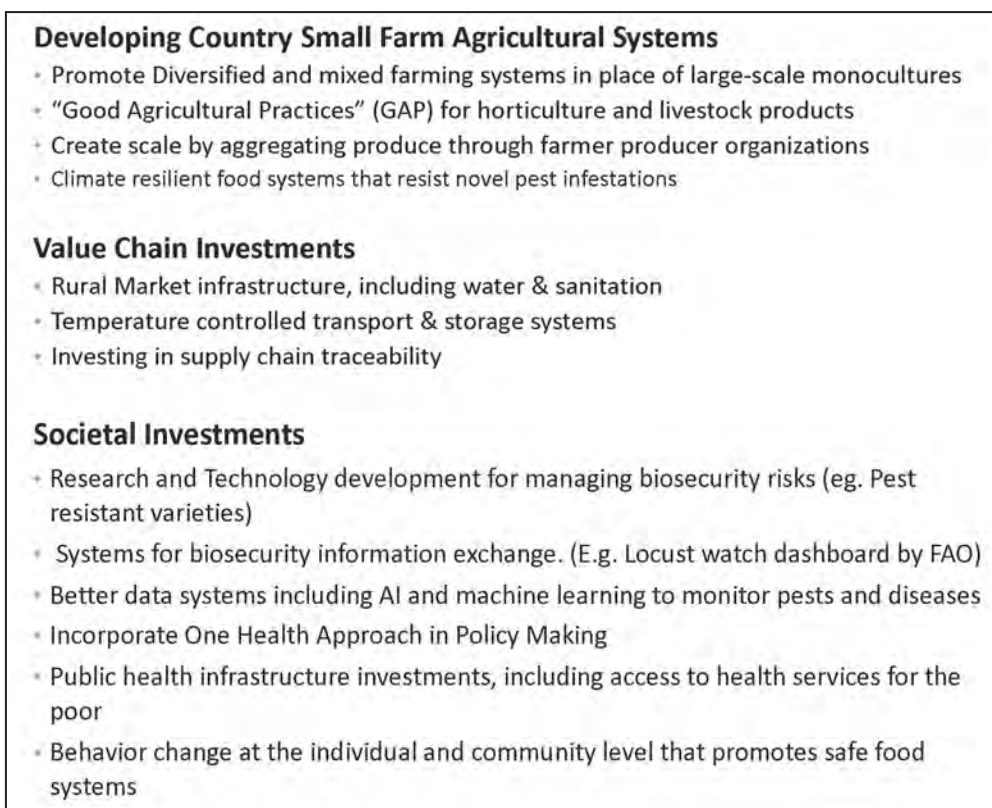 Developing Country Small Farm Agricultural Systems
• Promote Diversified and mixed farming systems in place of large-scale monocultures
• “Good Agricultural Practices” (GAP) for horticulture and livestock products
• Create scale by aggregating produce through farmer producer organizations
• Climate resilient food systems that resist novel pest infestations
Value Chain Investments
• Rural Market infrastructure, including water & sanitation
• Temperature controlled transport & storage systems
• Investing in supply chain traceability
Societal Investments
• Research and Technology development for managing biosecurity risks (eg. Pest
resistant varieties)
• Systems for biosecurity information exchange. (E.g. Locust watch dashboard by FAO)
• Better data systems including AI and machine learning to monitor pests and diseases
• Incorporate One Health Approach in Policy Making
• Public health infrastructure investments, including access to health services for the
poor
• Behavior change at the individual and community level that promotes safe food
systems